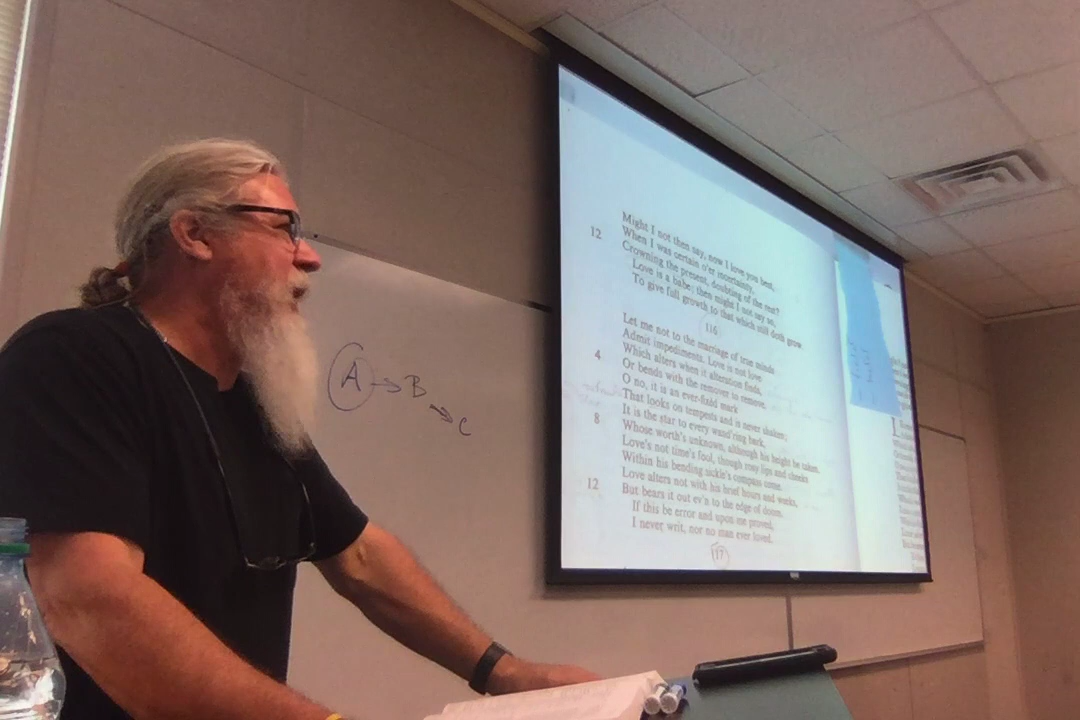 A → B
→ C
Might I not then say, now I love you best,
12 When I was certain o'er incertainty,
Crowning the present, doubting of the rest?
Love is a babe; then might I not say so,
To give full growth to that which still doth grow.
116
Let me not to the marriage of true minds
Admit impediments. Love is not love
4 Which alters when it alteration finds,
Or bends with the remover to remove.
O no, it is an ever-fixèd mark
That looks on tempests and is never shaken;
8 It is the star to every wand'ring bark,
Whose worth's unknown, although his height be taken.
Love's not time's fool, though rosy lips and cheeks
Within his bending sickle's compass come.
Love alters not with his brief hours and weeks,
12 But bears it out ev'n to the edge of doom.
If this be error and upon me proved,
I never writ, nor no man ever loved.
117